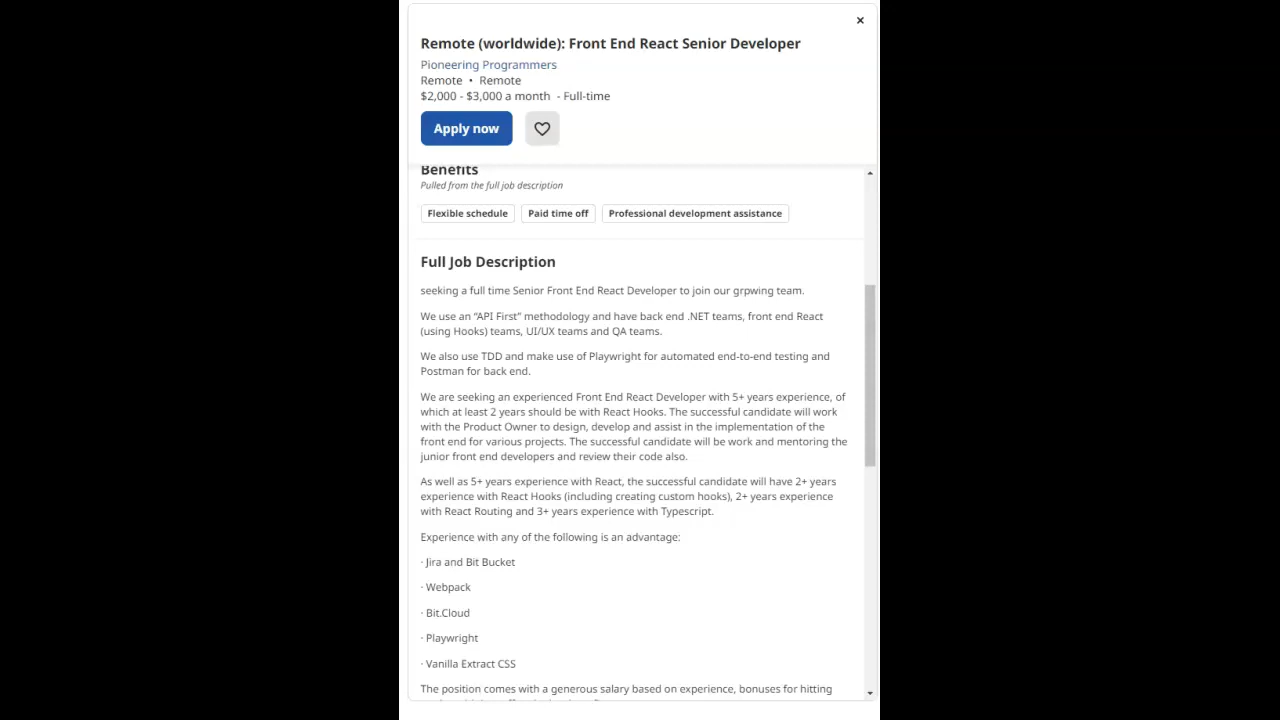 ×
Remote (worldwide): Front End React Senior Developer
Pioneering Programmers
Remote • Remote
$2,000 - $3,000 a month - Full-time
Apply now
Benefits
Pulled from the full job description
Flexible schedule Paid time off Professional development assistance
Full Job Description
seeking a full time Senior Front End React Developer to join our grpwing team.
We use an “API First” methodology and have back end .NET teams, front end React
(using Hooks) teams, UI/UX teams and QA teams.
We also use TDD and make use of Playwright for automated end-to-end testing and
Postman for back end.
We are seeking an experienced Front End React Developer with 5+ years experience, of
which at least 2 years should be with React Hooks. The successful candidate will work
with the Product Owner to design, develop and assist in the implementation of the
front end for various projects. The successful candidate will be work and mentoring the
junior front end developers and review their code also.
As well as 5+ years experience with React, the successful candidate will have 2+ years
experience with React Hooks (including creating custom hooks), 2+ years experience
with React Routing and 3+ years experience with Typescript.
Experience with any of the following is an advantage:
· Jira and Bit Bucket
· Webpack
· Bit.Cloud
· Playwright
· Vanilla Extract CSS
The position comes with a generous salary based on experience, bonuses for hitting